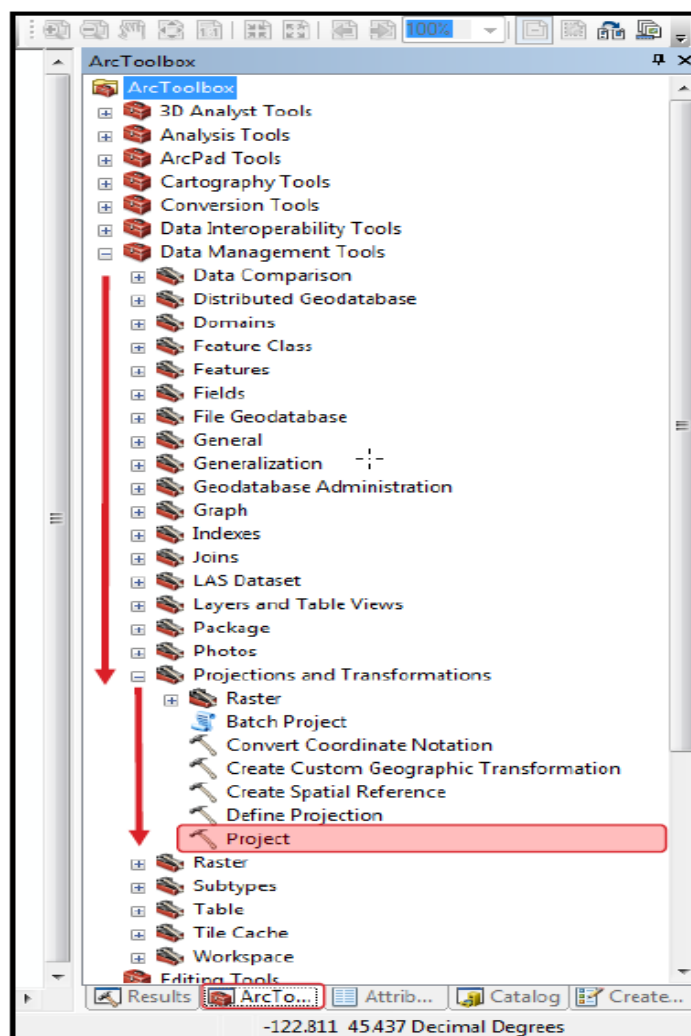 1:1 100%
ArcToolbox
ArcToolbox
3D Analyst Tools
Analysis Tools
ArcPad Tools
Cartography Tools
Conversion Tools
Data Interoperability Tools
Data Management Tools
Data Comparison
Distributed Geodatabase
Domains
Feature Class
Features
Fields
File Geodatabase
General
Generalization
Geodatabase Administration
Graph
Indexes
Joins
LAS Dataset
Layers and Table Views
Package
Photos
Projections and Transformations
Raster
Batch Project
Convert Coordinate Notation
Create Custom Geographic Transformation
Create Spatial Reference
Define Projection
Project
Raster
Subtypes
Table
Tile Cache
Workspace
Editing Tools
Results ArcTo... Attrib... Catalog Create...
-122.811 45.437 Decimal Degrees